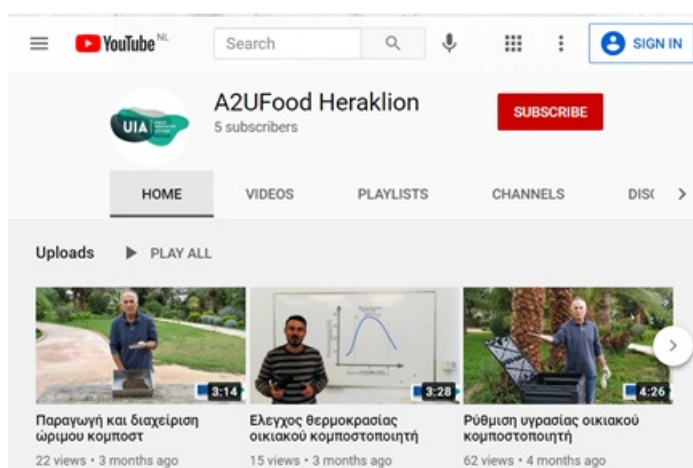 YouTube NL
Search
SIGN IN
UIA
A2UFood Heraklion
5 subscribers
SUBSCRIBE
HOME VIDEOS PLAYLISTS CHANNELS DISC
Uploads PLAY ALL
3:14 3:28 4:26
Παραγωγή και διαχείριση
ώριμου κομποστ
22 views • 3 months ago
Ελεγχος θερμοκρασίας
οικιακού κομποστοποιητή
15 views • 3 months ago
Ρύθμιση υγρασίας οικιακού
κομποστοποιητή
62 views • 4 months ago